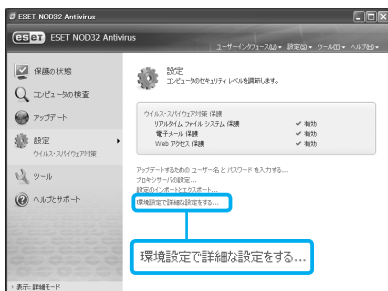 ESET NOD32 Antivirus
eset ESET NOD32 Antivirus
ユーザーインタフェース(U) 設定(S) ツール(T) ヘルプ(H)
保護の状態
コンピュータの検査
アップデート
設定
ウイルス・スパイウェア対策
ツール
ヘルプとサポート
表示: 詳細モード
設定
コンピュータのセキュリティ レベルを調節します。
ウイルス・スパイウェア対策 保護
リアルタイム ファイル システム 保護 有効
電子メール 保護 有効
Web アクセス 保護 有効
アップデートするための ユーザー名 と パスワード を入力する...
プロキシサーバの設定...
設定のインポートとエクスポート...
環境設定で詳細な設定をする...
環境設定で詳細な設定をする...